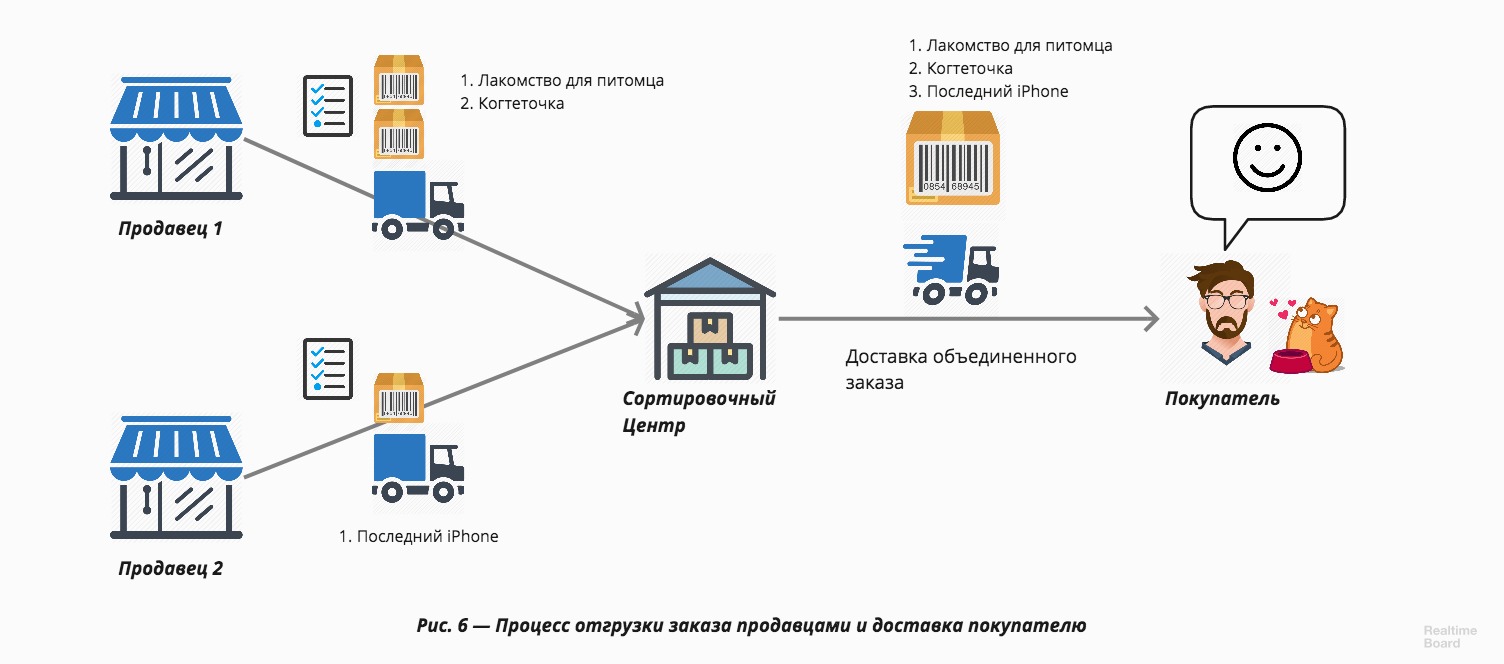 1. Лакомство для питомца
2. Когтеточка
Продавец 1
1. Лакомство для питомца
2. Когтеточка
3. Последний iPhone
0854 68945
Сортировочный
Центр
Доставка объединенного
заказа
Покупатель
1. Последний iPhone
Продавец 2
Рис. 6 — Процесс отгрузки заказа продавцами и доставка покупателю
Realtime
Board